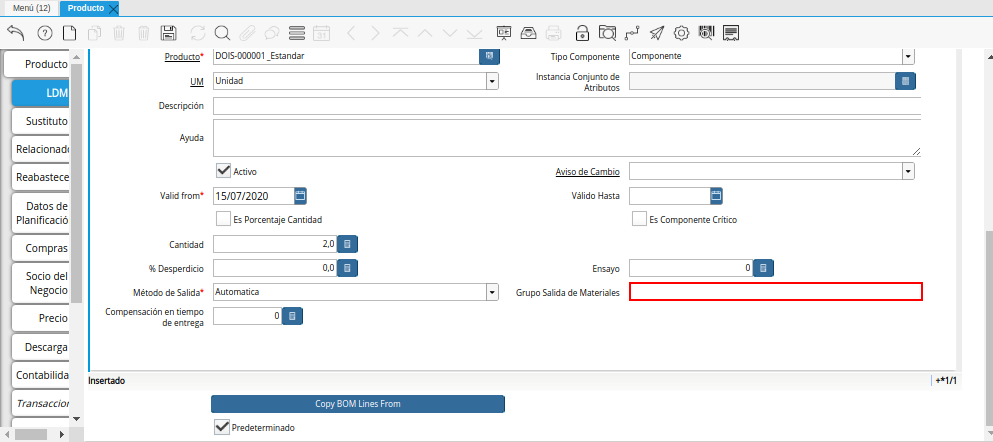 Menú (12) Producto
Producto
LDM
Sustituto
Relacionado
Reabastece
Datos de
Planificació
Compras
Socio del
Negocio
Precio
Descarga
Contabilida
Transaccion
Producto* DOIS-000001_Estandar Tipo Componente Componente
UM Unidad Instancia Conjunto de
Atributos
Descripción
Ayuda
Activo Aviso de Cambio
Valid from* 15/07/2020 Válido Hasta
Es Porcentaje Cantidad Es Componente Crítico
Cantidad 2,0
% Desperdicio 0,0 Ensayo 0
Método de Salida* Automatica Grupo Salida de Materiales
Compensación en tiempo
de entrega 0
Insertado +*1/1
Copy BOM Lines From
Predeterminado